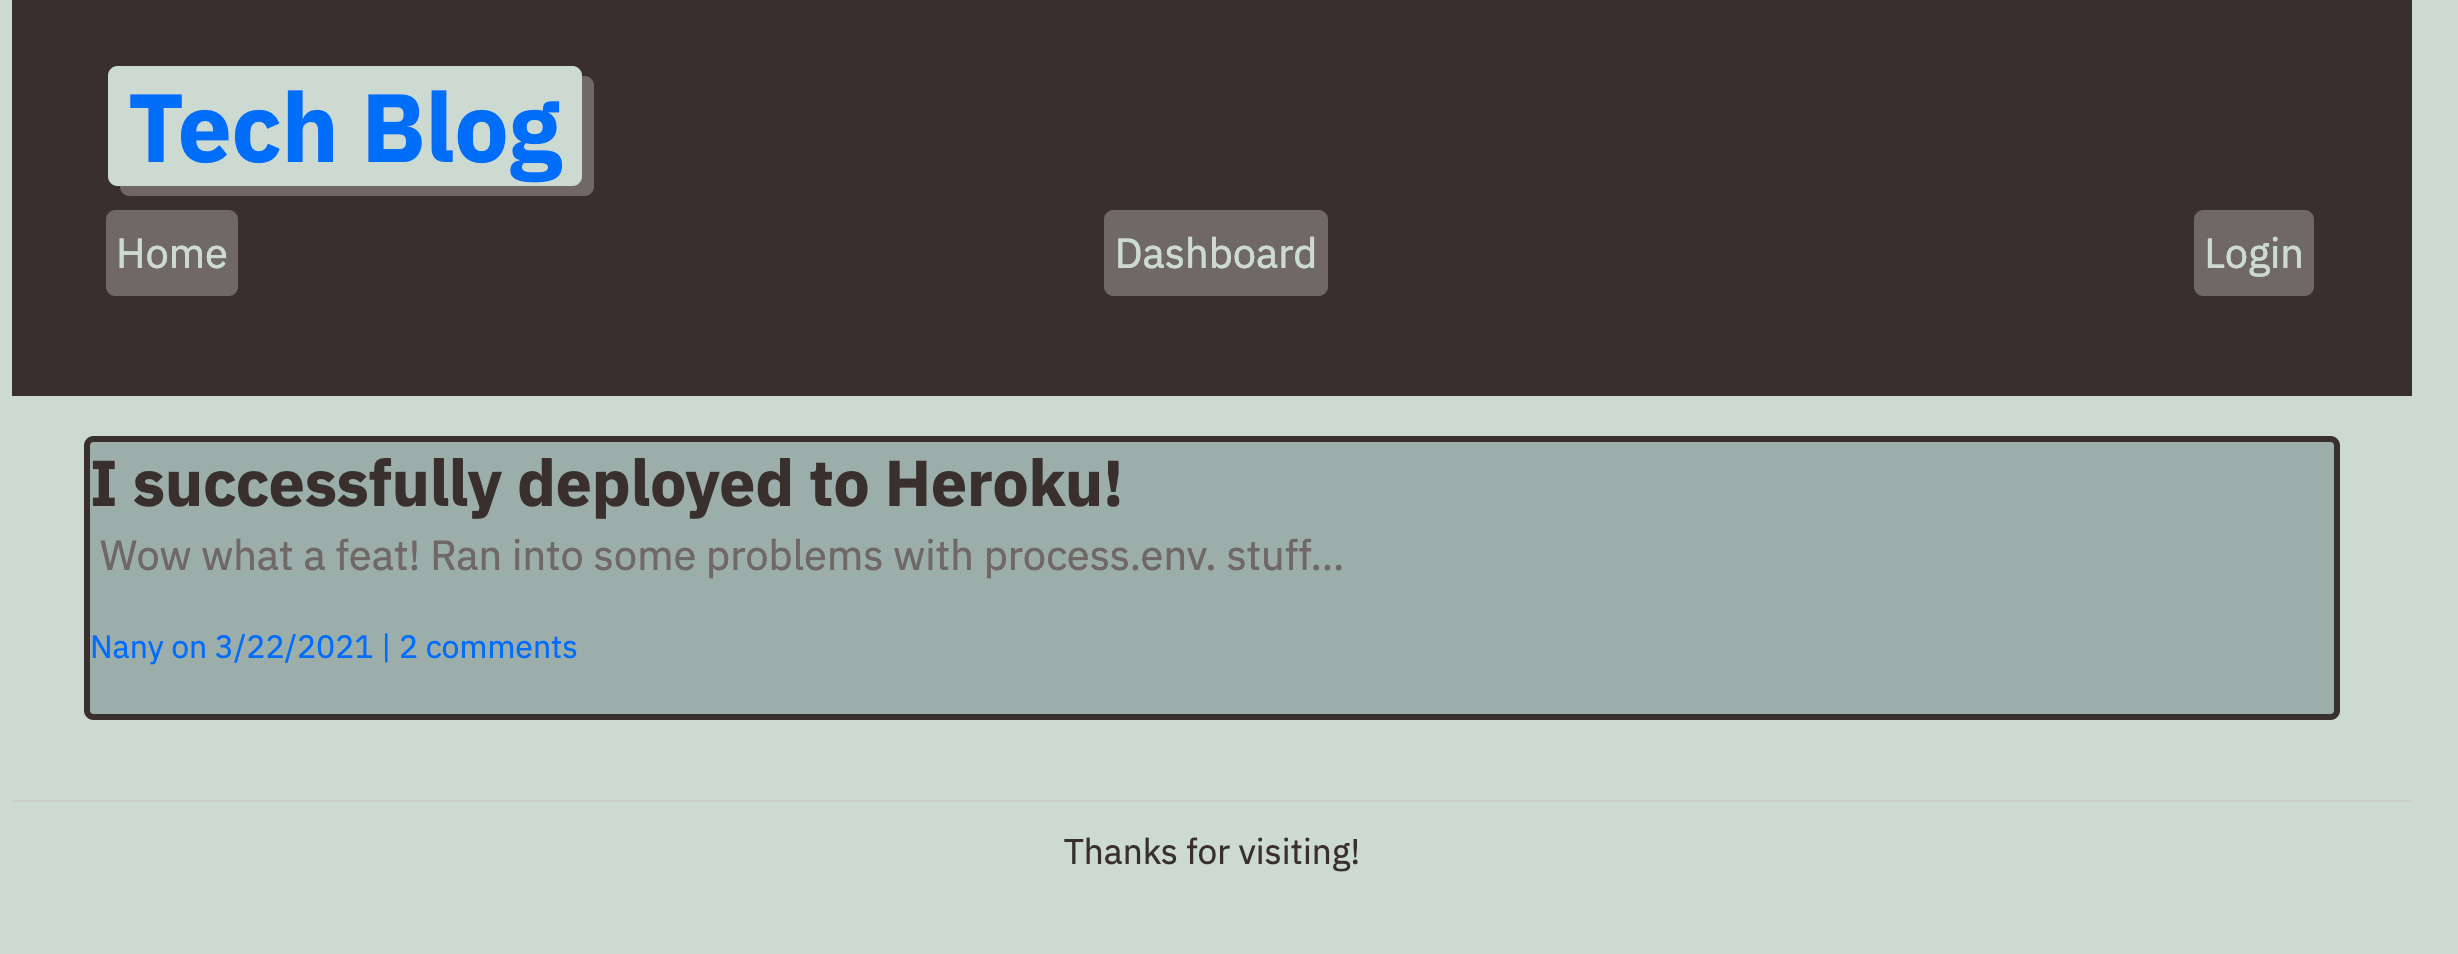 Tech Blog
Home Dashboard Login
I successfully deployed to Heroku!
Wow what a feat! Ran into some problems with process.env. stuff...
Nany on 3/22/2021 | 2 comments
Thanks for visiting!